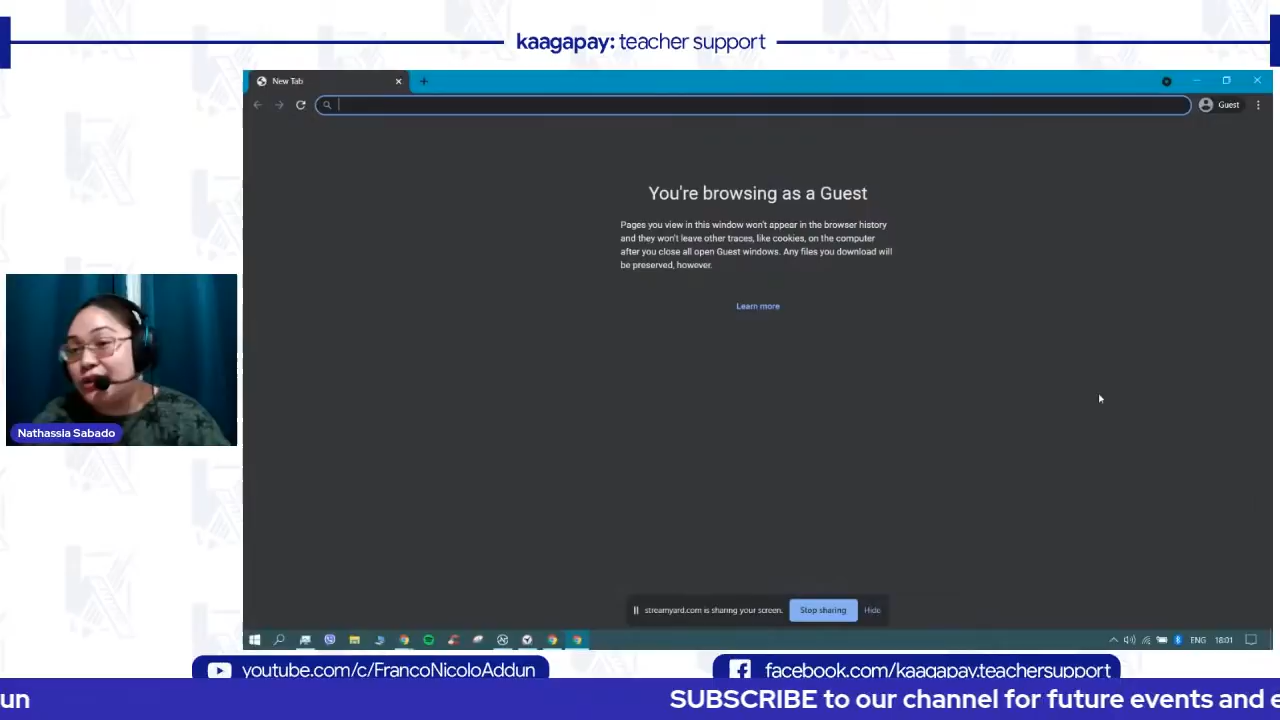 kaagapay: teacher support
New Tab
Guest
You're browsing as a Guest
Pages you view in this window won't appear in the browser history
and they won't leave other traces, like cookies, on the computer
after you close all open Guest windows. Any files you download will
be preserved, however.
Learn more
Nathassia Sabado
streamyard.com is sharing your screen.
Stop sharing
Hide
ENG
18:01
youtube.com/c/FrancoNicoloAddun
facebook.com/kaagapay.teachersupport
un
SUBSCRIBE to our channel for future events and e